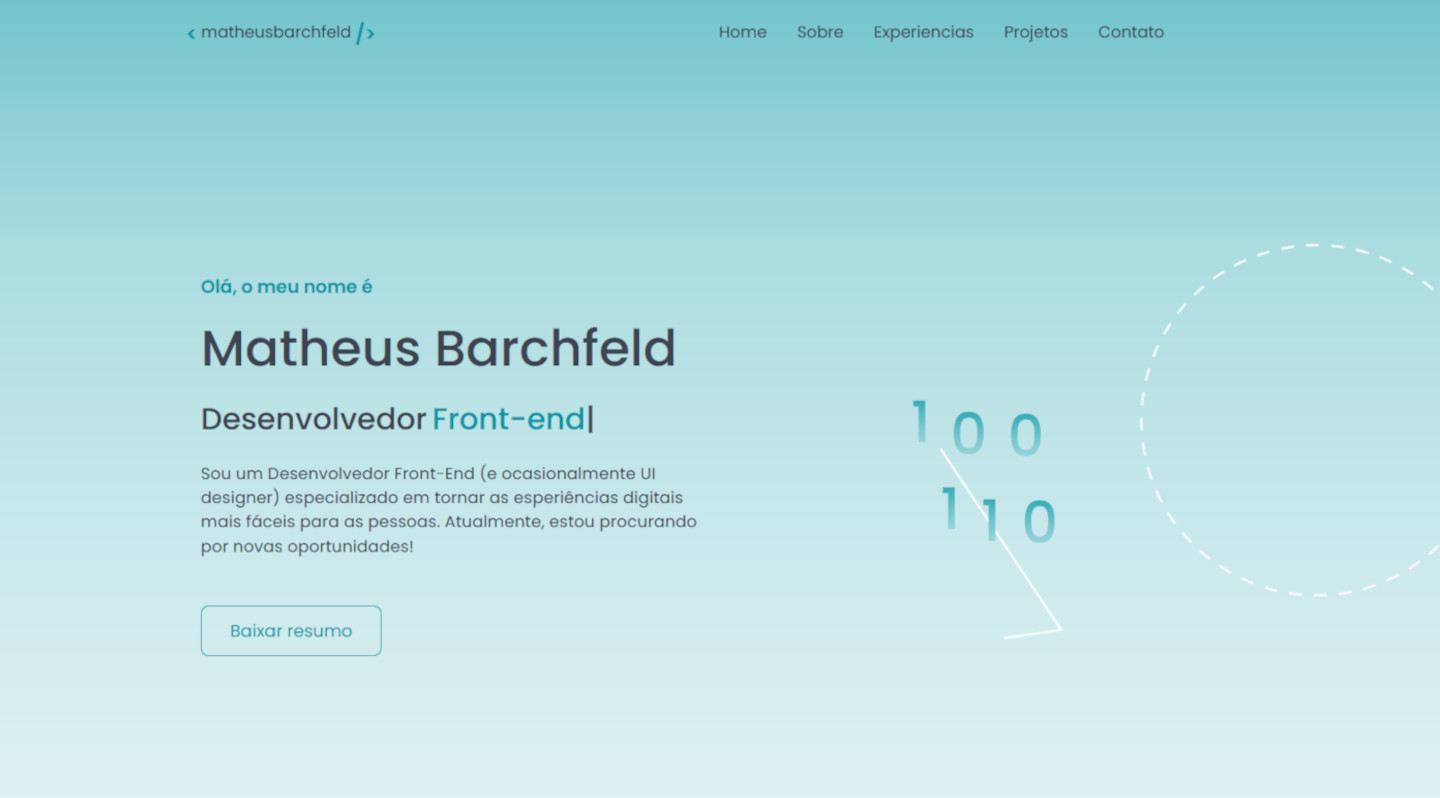 < matheusbarchfeld />
Home Sobre Experiencias Projetos Contato
Olá, o meu nome é
Matheus Barchfeld
Desenvolvedor Front-end|
Sou um Desenvolvedor Front-End (e ocasionalmente UI
designer) especializado em tornar as esperiências digitais
mais fáceis para as pessoas. Atualmente, estou procurando
por novas oportunidades!
Baixar resumo
1 0 0
1 1 0